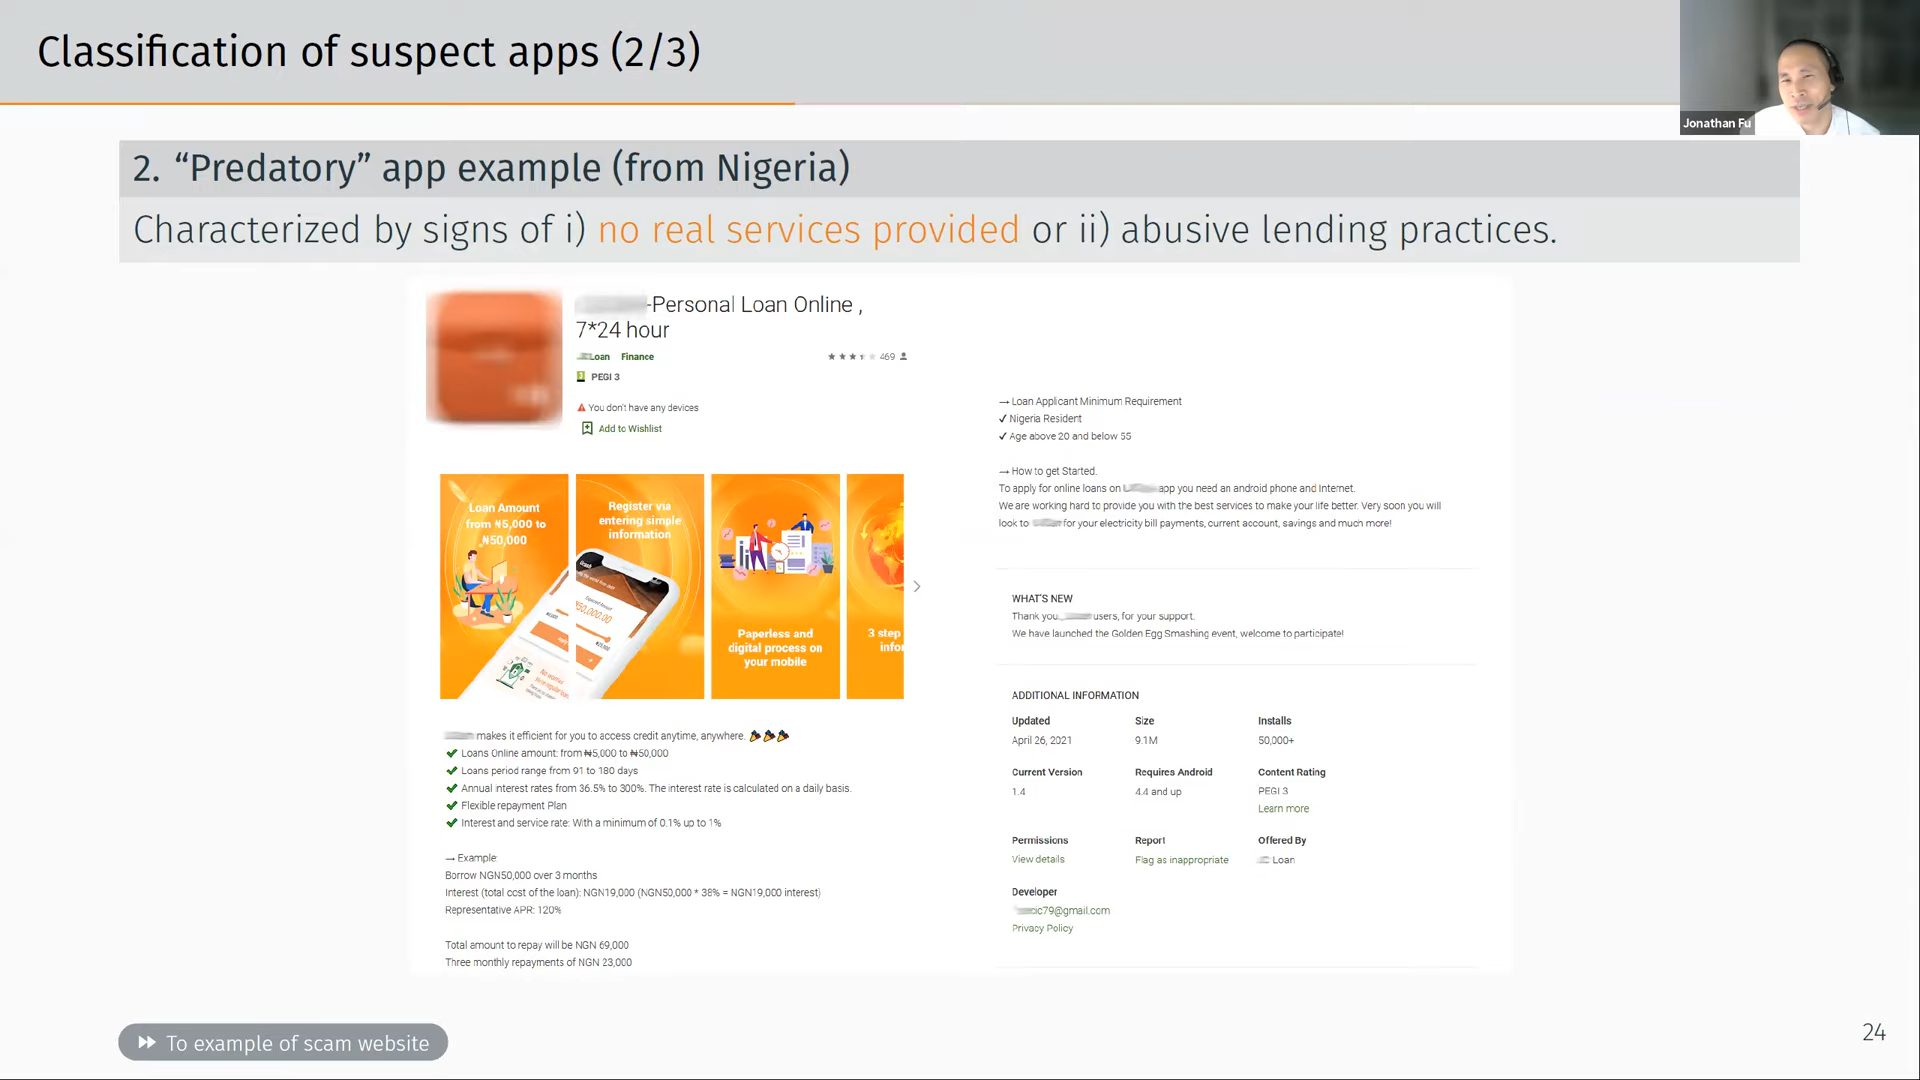 Classification of suspect apps (2/3)
Jonathan Fu
2. “Predatory” app example (from Nigeria)
Characterized by signs of i) no real services provided or ii) abusive lending practices.
-Personal Loan Online ,
7*24 hour
Loan Finance
469
PEGI 3
You don't have any devices
Add to Wishlist
Loan Amount
from ₦5,000 to
₦50,000
Register via
entering simple
information
50,000.00
Paperless and
digital process on
your mobile
3 step
infor
makes it efficient for you to access credit anytime, anywhere.
✔ Loans Online amount: from ₦5,000 to ₦50,000
✔ Loans period range from 91 to 180 days
✔ Annual interest rates from 36.5% to 300%. The interest rate is calculated on a daily basis.
✔ Flexible repayment Plan
✔ Interest and service rate: With a minimum of 0.1% up to 1%
→ Example:
Borrow NGN50,000 over 3 months
Interest (total cost of the loan): NGN19,000 (NGN50,000 * 38% = NGN19,000 interest)
Representative APR: 120%
Total amount to repay will be NGN 69,000
Three monthly repayments of NGN 23,000
→ Loan Applicant Minimum Requirement
✓ Nigeria Resident
✓ Age above 20 and below 55
→ How to get Started.
To apply for online loans on app you need an android phone and Internet.
We are working hard to provide you with the best services to make your life better. Very soon you will
look to for your electricity bill payments, current account, savings and much more!
WHAT'S NEW
Thank you users, for your support.
We have launched the Golden Egg Smashing event, welcome to participate!
ADDITIONAL INFORMATION
Updated Size Installs
April 26, 2021 9.1M 50,000+
Current Version Requires Android Content Rating
1.4 4.4 and up PEGI 3
Learn more
Permissions Report Offered By
View details Flag as inappropriate Loan
Developer
ic79@gmail.com
Privacy Policy
To example of scam website
24